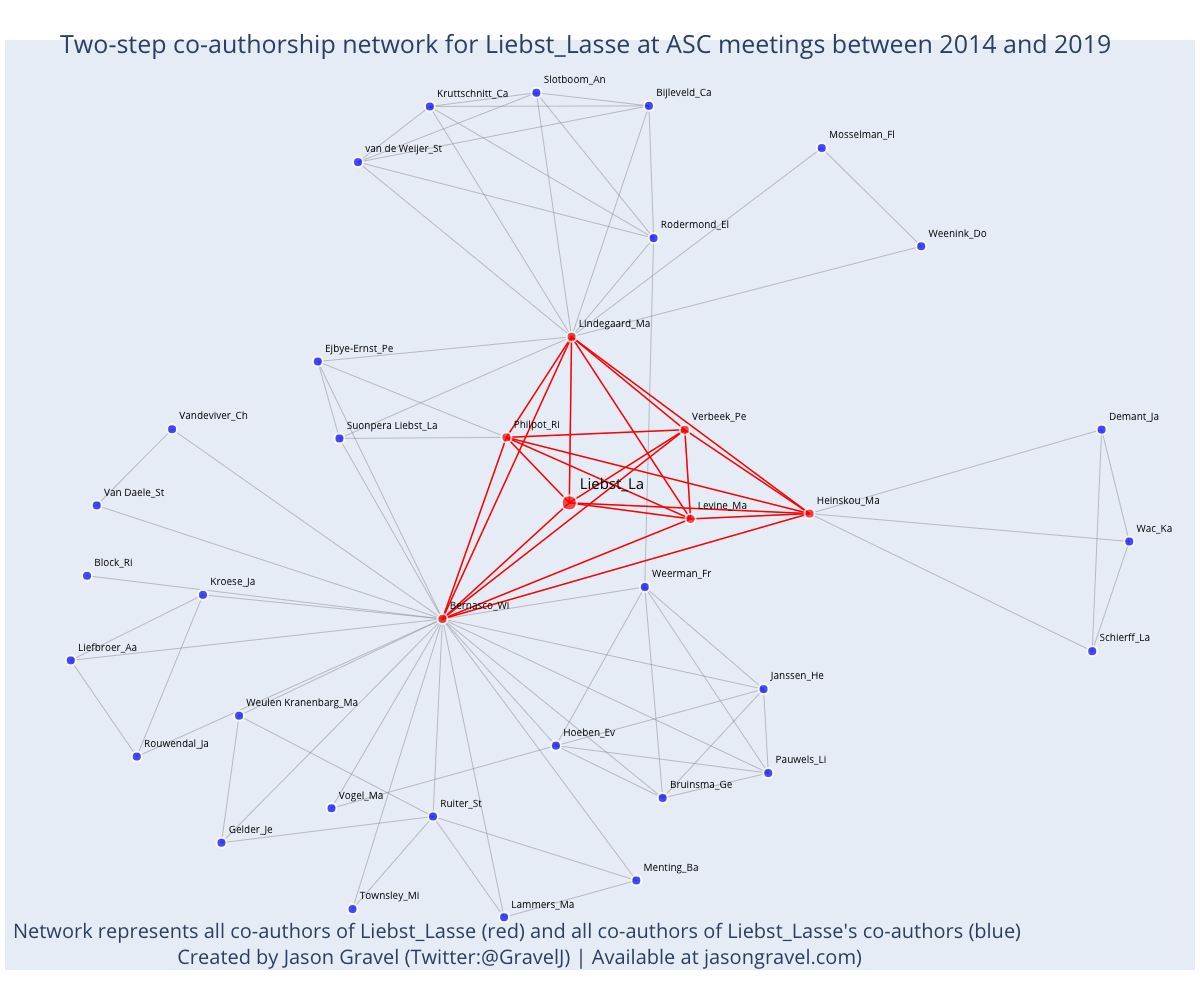 Two-step co-authorship network for Liebst_Lasse at ASC meetings between 2014 and 2019
Slotboom_An
Kruttschnitt_Ca
Bijleveld_Ca
Mosselman_Fl
van de Weijer_St
Rodermond_El
Weenink_Do
Lindegaard_Ma
Ejbye-Ernst_Pe
Vandeviver_Ch
Suonpera Liebst_La
Philpot_Ri
Verbeek_Pe
Demant_Ja
Van Daele_St
Liebst_La
Levine_Ma
Heinskou_Ma
Wac_Ka
Block_Ri
Kroese_Ja
Weerman_Fr
Bernasco_Wi
Liefbroer_Aa
Schierff_La
Janssen_He
Weulen Kranenbarg_Ma
Rouwendal_Ja
Hoeben_Ev
Pauwels_Li
Vogel_Ma
Bruinsma_Ge
Ruiter_St
Gelder_Je
Menting_Ba
Townsley_Mi
Lammers_Ma
Network represents all co-authors of Liebst_Lasse (red) and all co-authors of Liebst_Lasse's co-authors (blue)
Created by Jason Gravel (Twitter:@GravelJ) | Available at jasongravel.com)